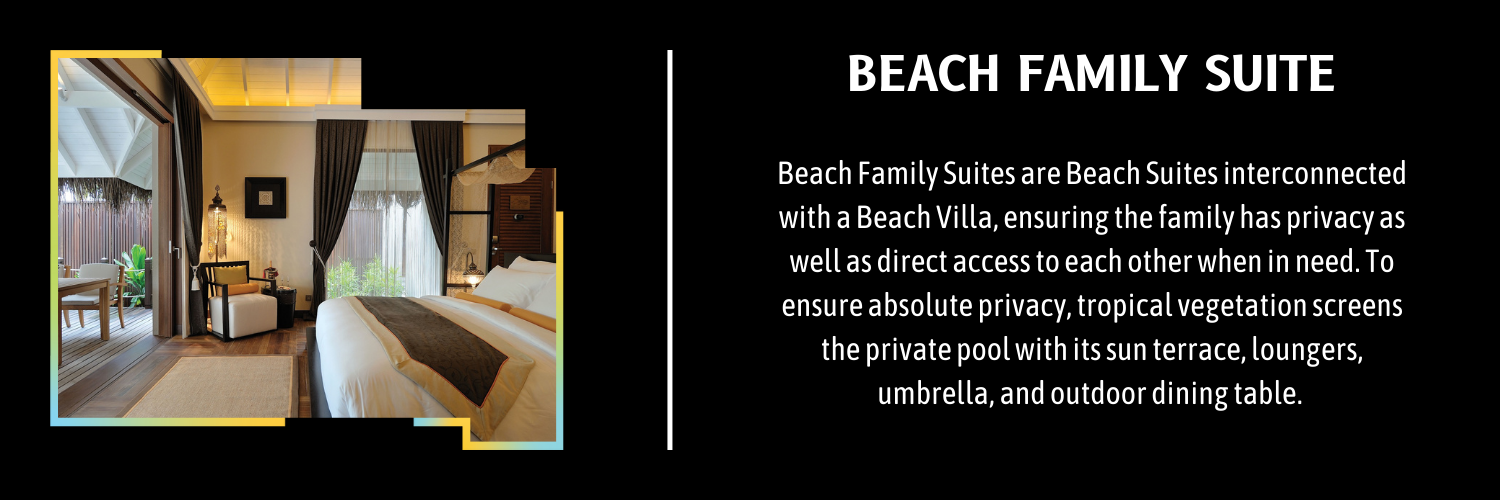 BEACH FAMILY SUITE
Beach Family Suites are Beach Suites interconnected
with a Beach Villa, ensuring the family has privacy as
well as direct access to each other when in need. To
ensure absolute privacy, tropical vegetation screens
the private pool with its sun terrace, loungers,
umbrella, and outdoor dining table.